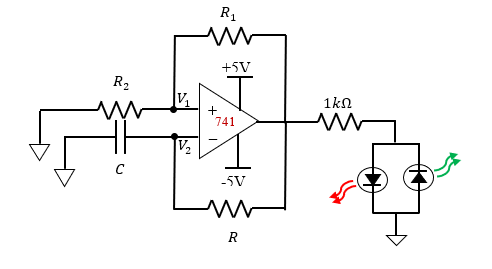 R₁
+5V
R₂
V₁
+
741
1kΩ
V₂
−
C
-5V
R